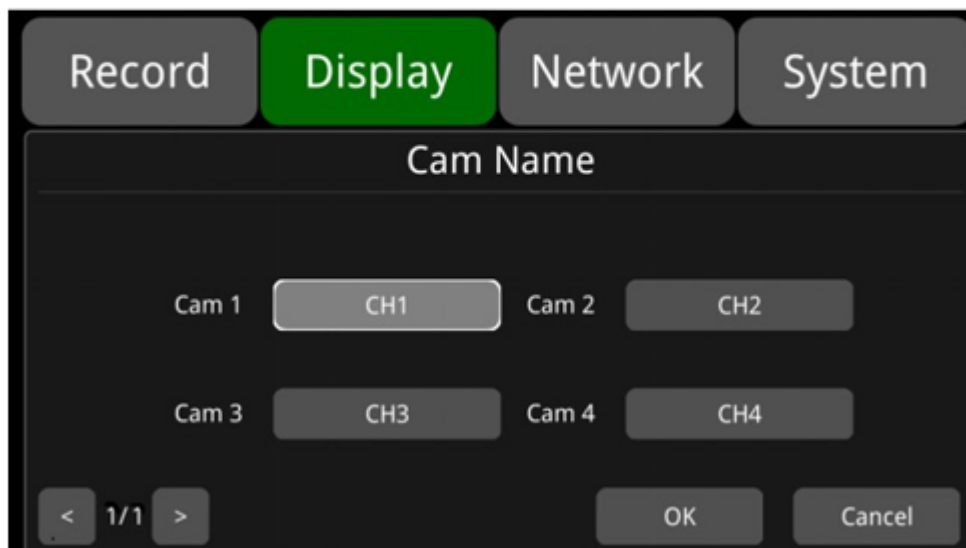 Record Display Network System
Cam Name
Cam 1 CH1 Cam 2 CH2
Cam 3 CH3 Cam 4 CH4
< 1/1 > OK Cancel